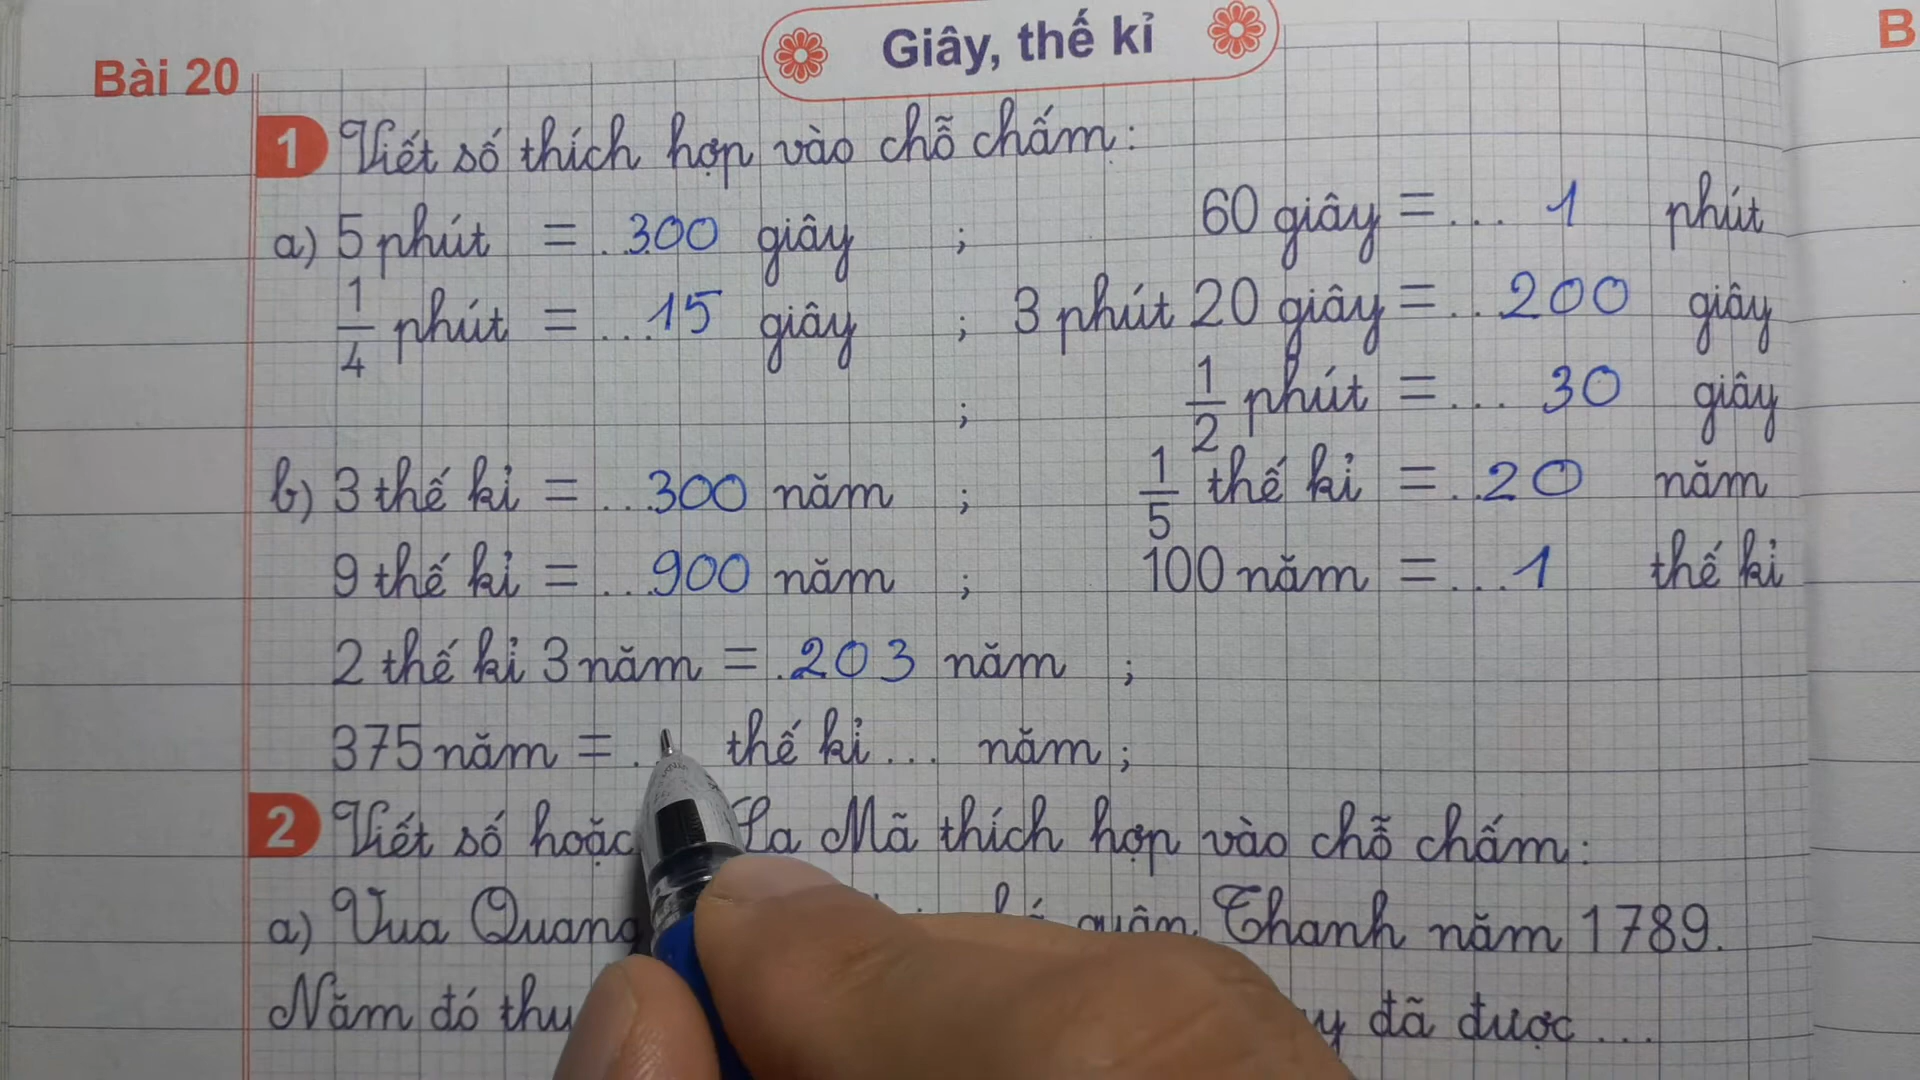 Bài 20
Giây, thế kỉ
B
1 Viết số thích hợp vào chỗ chấm:
a) 5 phút = ..300 giây ; 60 giây = ... 1 phút
1/4 phút = ...15 giây ; 3 phút 20 giây = ..200 giây
; 1/2 phút = ... 30 giây
b) 3 thế kỉ = ...300 năm ; 1/5 thế kỉ = ..20 năm
9 thế kỉ = ...900 năm ; 100 năm = ...1 thế kỉ
2 thế kỉ 3 năm = .203 năm ;
375 năm = .. thế kỉ ... năm ;
2 Viết số hoặc La Mã thích hợp vào chỗ chấm:
a) Vua Quang quân Thanh năm 1789.
Năm đó đã được ...